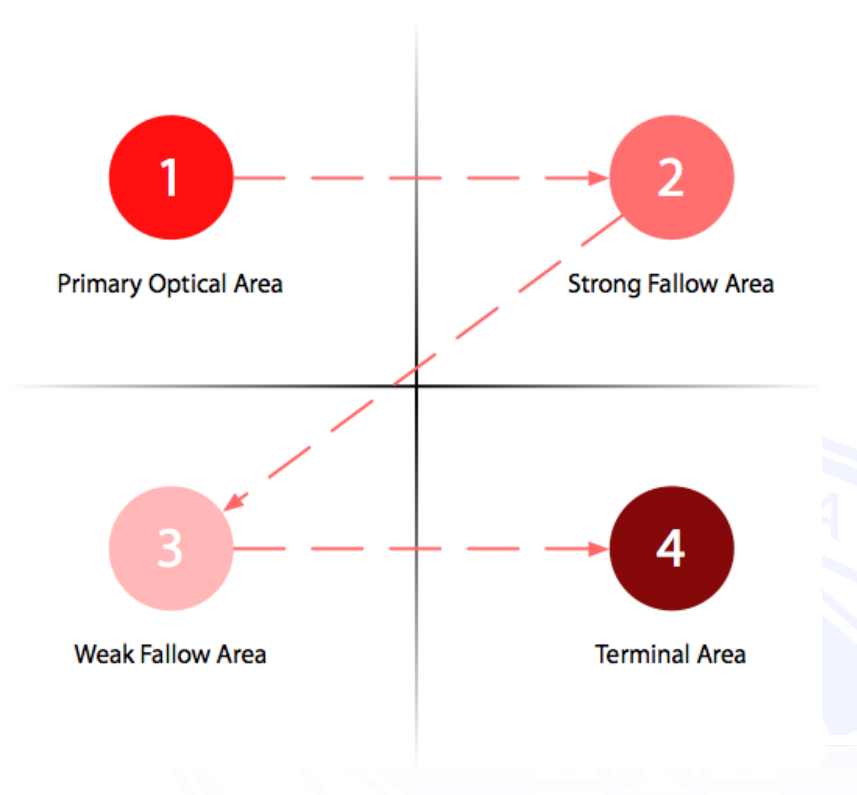 1
2
Primary Optical Area
Strong Fallow Area
3
4
Weak Fallow Area
Terminal Area